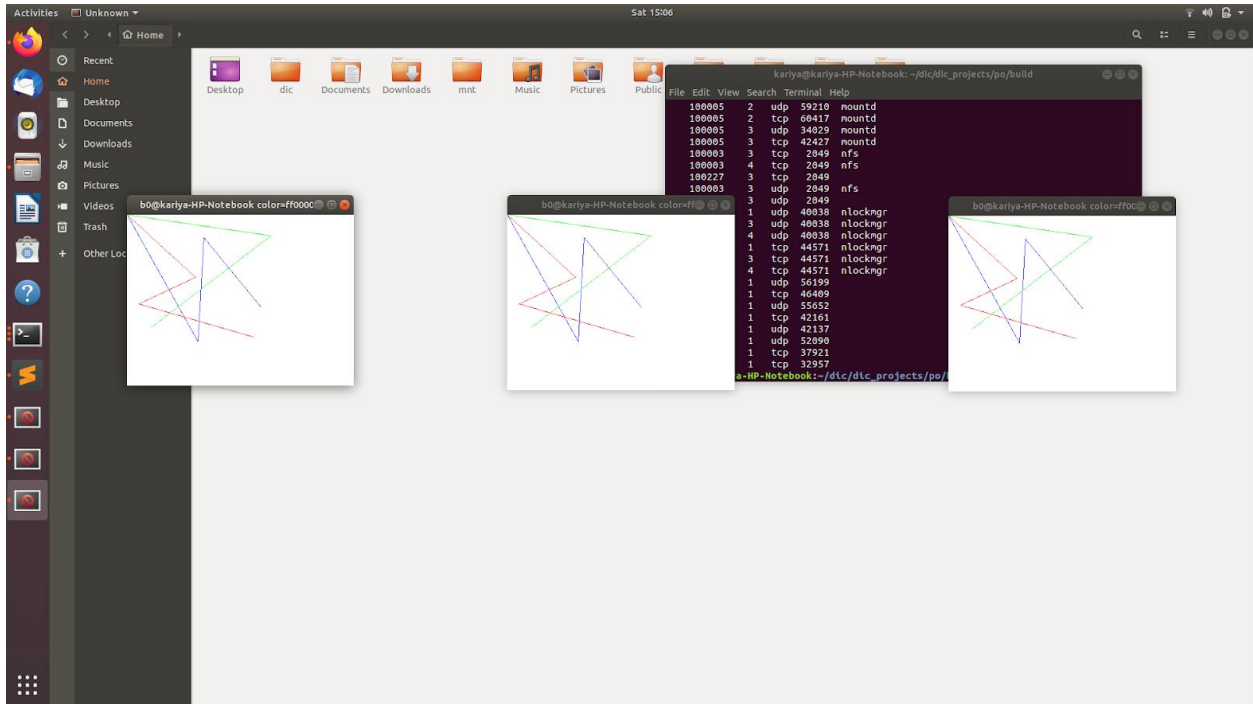 Activities Unknown Sat 15:06
Home
Recent
Home
Desktop
Documents
Downloads
Music
Pictures
Videos
Trash
+ Other Loc
Desktop dic Documents Downloads mnt Music Pictures Public
kariya@kariya-HP-Notebook: ~/dic/dic_projects/po/build
File Edit View Search Terminal Help
100005 2 udp 59210 mountd
100005 2 tcp 60417 mountd
100005 3 udp 34029 mountd
100005 3 tcp 42427 mountd
100003 3 tcp 2049 nfs
100003 4 tcp 2049 nfs
100227 3 tcp 2049
100003 3 udp 2049 nfs
3 udp 2049
1 udp 40038 nlockmgr
3 udp 40038 nlockmgr
4 udp 40038 nlockmgr
1 tcp 44571 nlockmgr
3 tcp 44571 nlockmgr
4 tcp 44571 nlockmgr
1 udp 56199
1 tcp 46409
1 udp 55652
1 tcp 42161
1 udp 42137
1 udp 52090
1 tcp 37921
1 tcp 32957
a-HP-Notebook:~/dic/dic_projects/po/
b0@kariya-HP-Notebook color=ff0000
b0@kariya-HP-Notebook color=ff
b0@kariya-HP-Notebook color=ff00